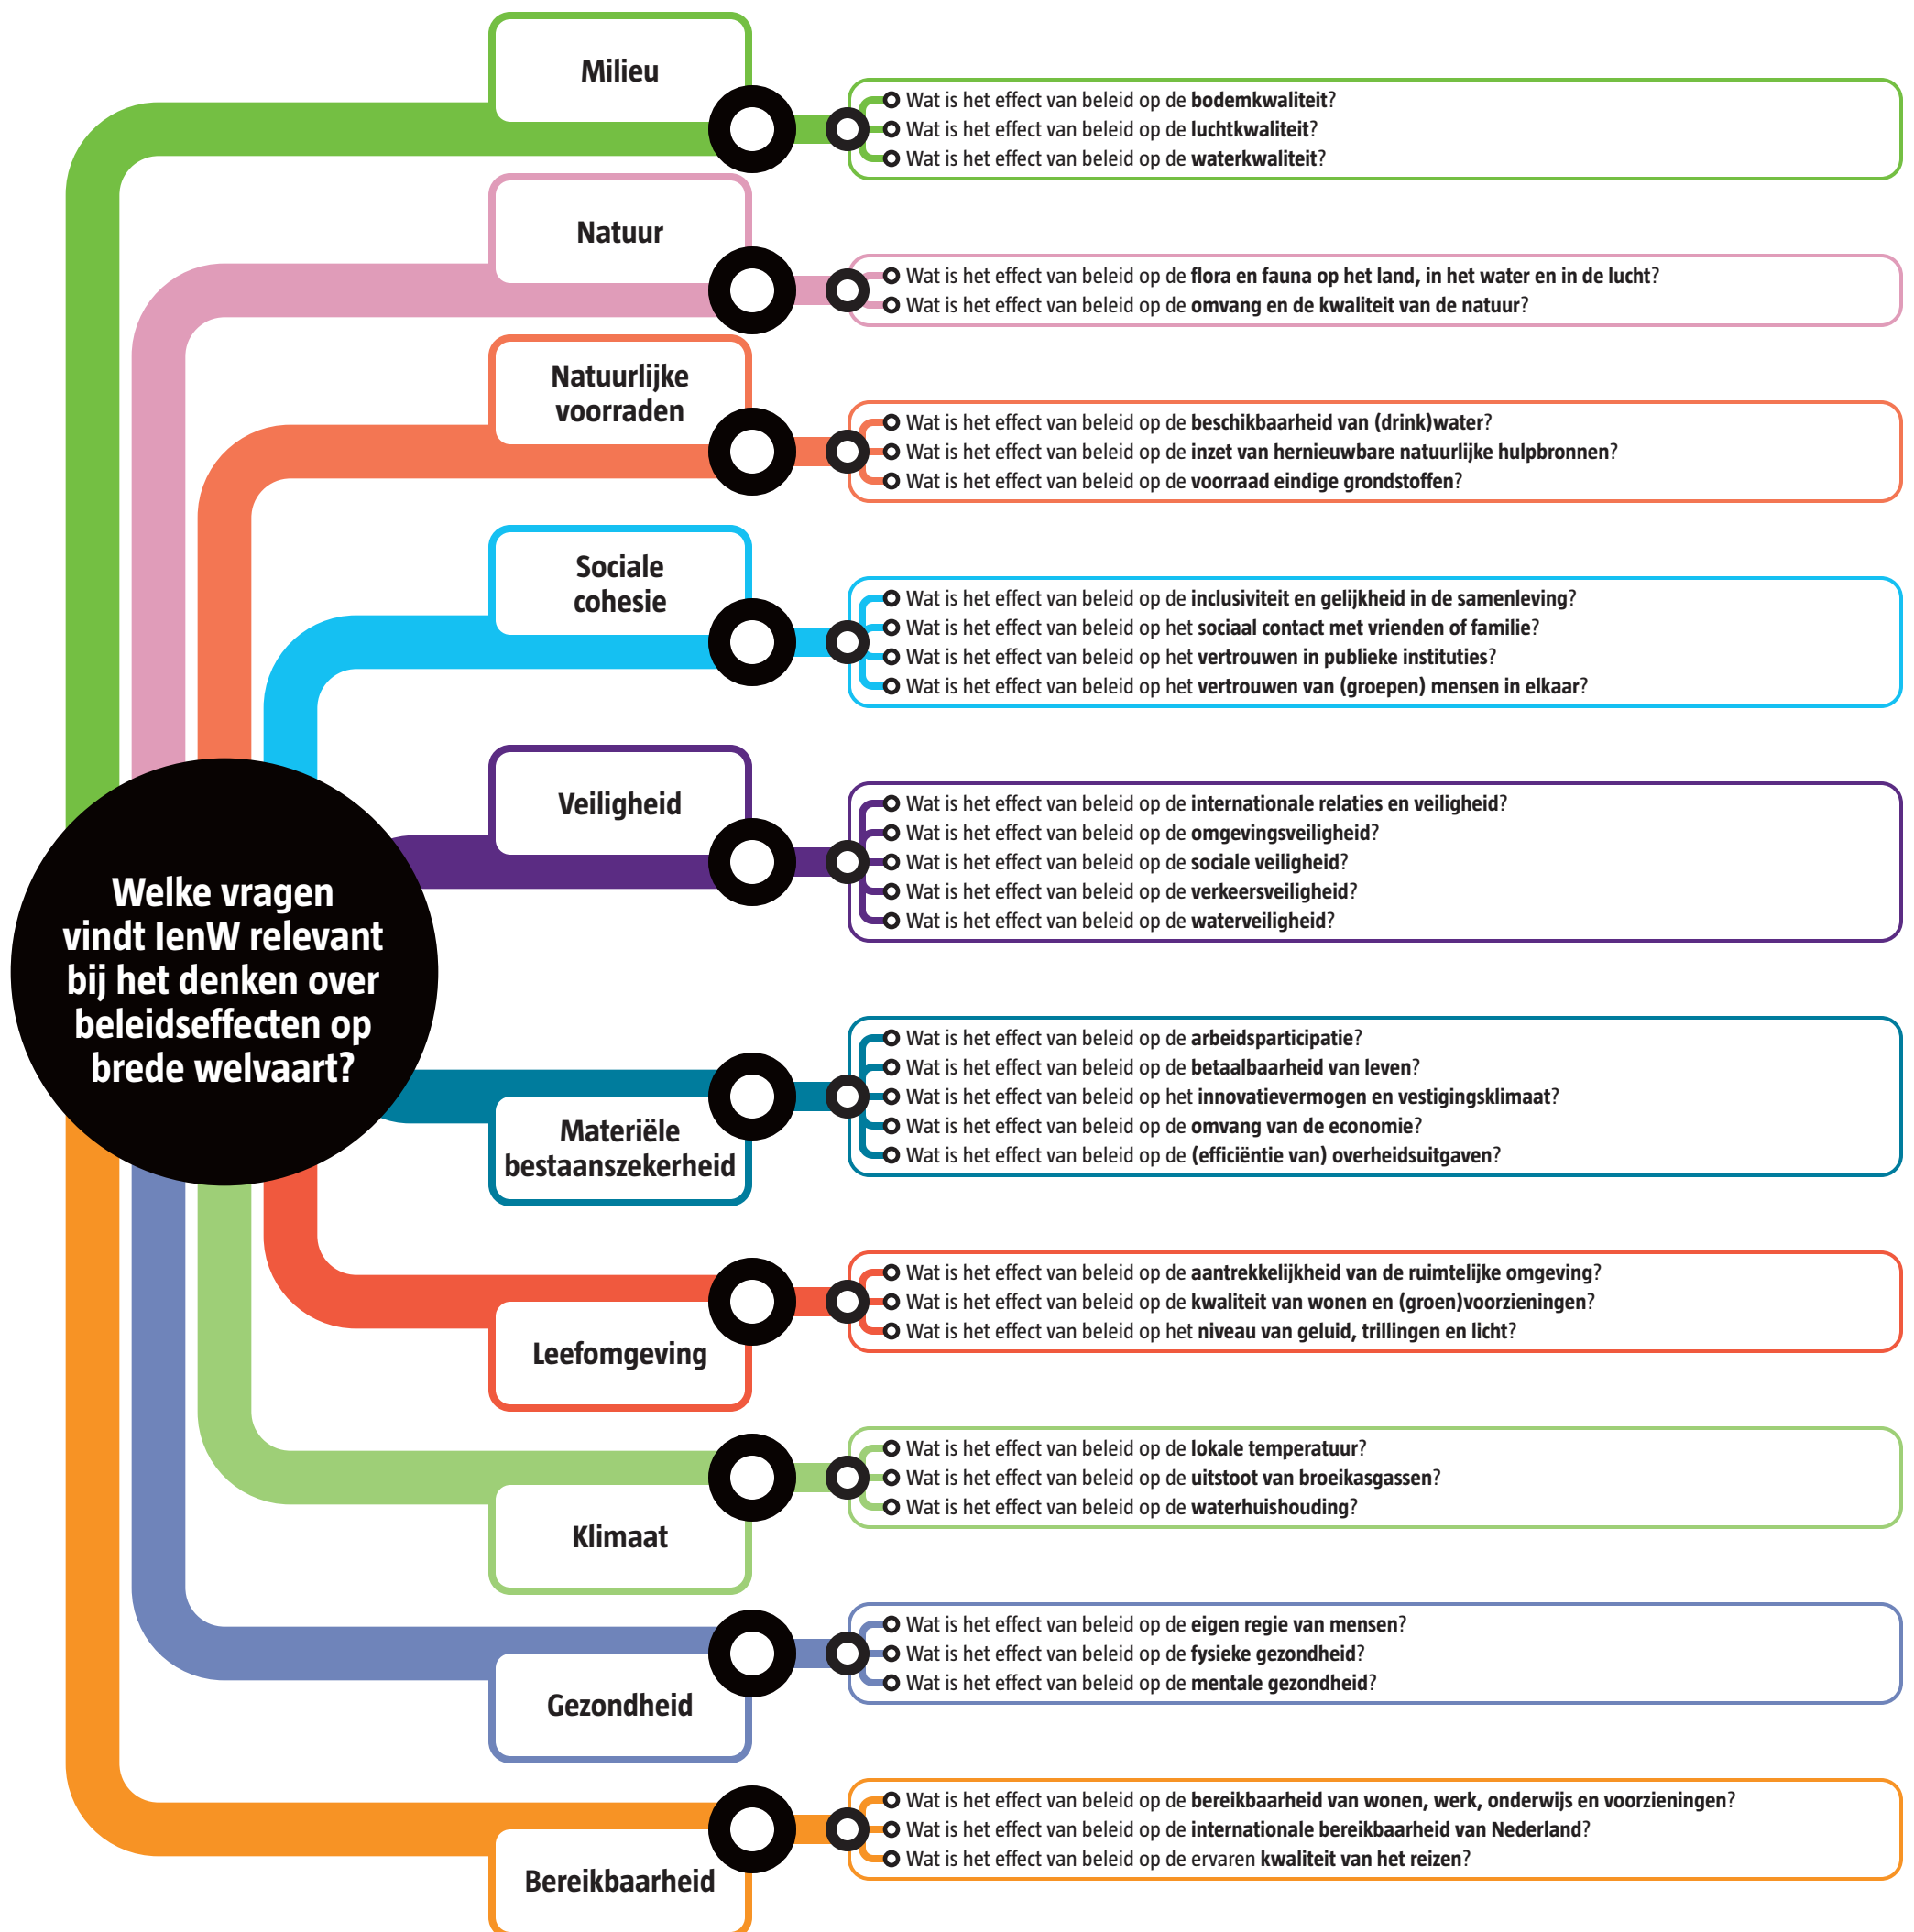 Milieu
Wat is het effect van beleid op de bodemkwaliteit?
Wat is het effect van beleid op de luchtkwaliteit?
Wat is het effect van beleid op de waterkwaliteit?
Natuur
Wat is het effect van beleid op de flora en fauna op het land, in het water en in de lucht?
Wat is het effect van beleid op de omvang en de kwaliteit van de natuur?
Natuurlijke
voorraden
Wat is het effect van beleid op de beschikbaarheid van (drink)water?
Wat is het effect van beleid op de inzet van hernieuwbare natuurlijke hulpbronnen?
Wat is het effect van beleid op de voorraad eindige grondstoffen?
Sociale
cohesie
Wat is het effect van beleid op de inclusiviteit en gelijkheid in de samenleving?
Wat is het effect van beleid op het sociaal contact met vrienden of familie?
Wat is het effect van beleid op het vertrouwen in publieke instituties?
Wat is het effect van beleid op het vertrouwen van (groepen) mensen in elkaar?
Veiligheid
Wat is het effect van beleid op de internationale relaties en veiligheid?
Wat is het effect van beleid op de omgevingsveiligheid?
Wat is het effect van beleid op de sociale veiligheid?
Wat is het effect van beleid op de verkeersveiligheid?
Wat is het effect van beleid op de waterveiligheid?
Welke vragen
vindt IenW relevant
bij het denken over
beleidseffecten op
brede welvaart?
Materiële
bestaanszekerheid
Wat is het effect van beleid op de arbeidsparticipatie?
Wat is het effect van beleid op de betaalbaarheid van leven?
Wat is het effect van beleid op het innovatievermogen en vestigingsklimaat?
Wat is het effect van beleid op de omvang van de economie?
Wat is het effect van beleid op de (efficiëntie van) overheidsuitgaven?
Leefomgeving
Wat is het effect van beleid op de aantrekkelijkheid van de ruimtelijke omgeving?
Wat is het effect van beleid op de kwaliteit van wonen en (groen)voorzieningen?
Wat is het effect van beleid op het niveau van geluid, trillingen en licht?
Klimaat
Wat is het effect van beleid op de lokale temperatuur?
Wat is het effect van beleid op de uitstoot van broeikasgassen?
Wat is het effect van beleid op de waterhuishouding?
Gezondheid
Wat is het effect van beleid op de eigen regie van mensen?
Wat is het effect van beleid op de fysieke gezondheid?
Wat is het effect van beleid op de mentale gezondheid?
Bereikbaarheid
Wat is het effect van beleid op de bereikbaarheid van wonen, werk, onderwijs en voorzieningen?
Wat is het effect van beleid op de internationale bereikbaarheid van Nederland?
Wat is het effect van beleid op de ervaren kwaliteit van het reizen?